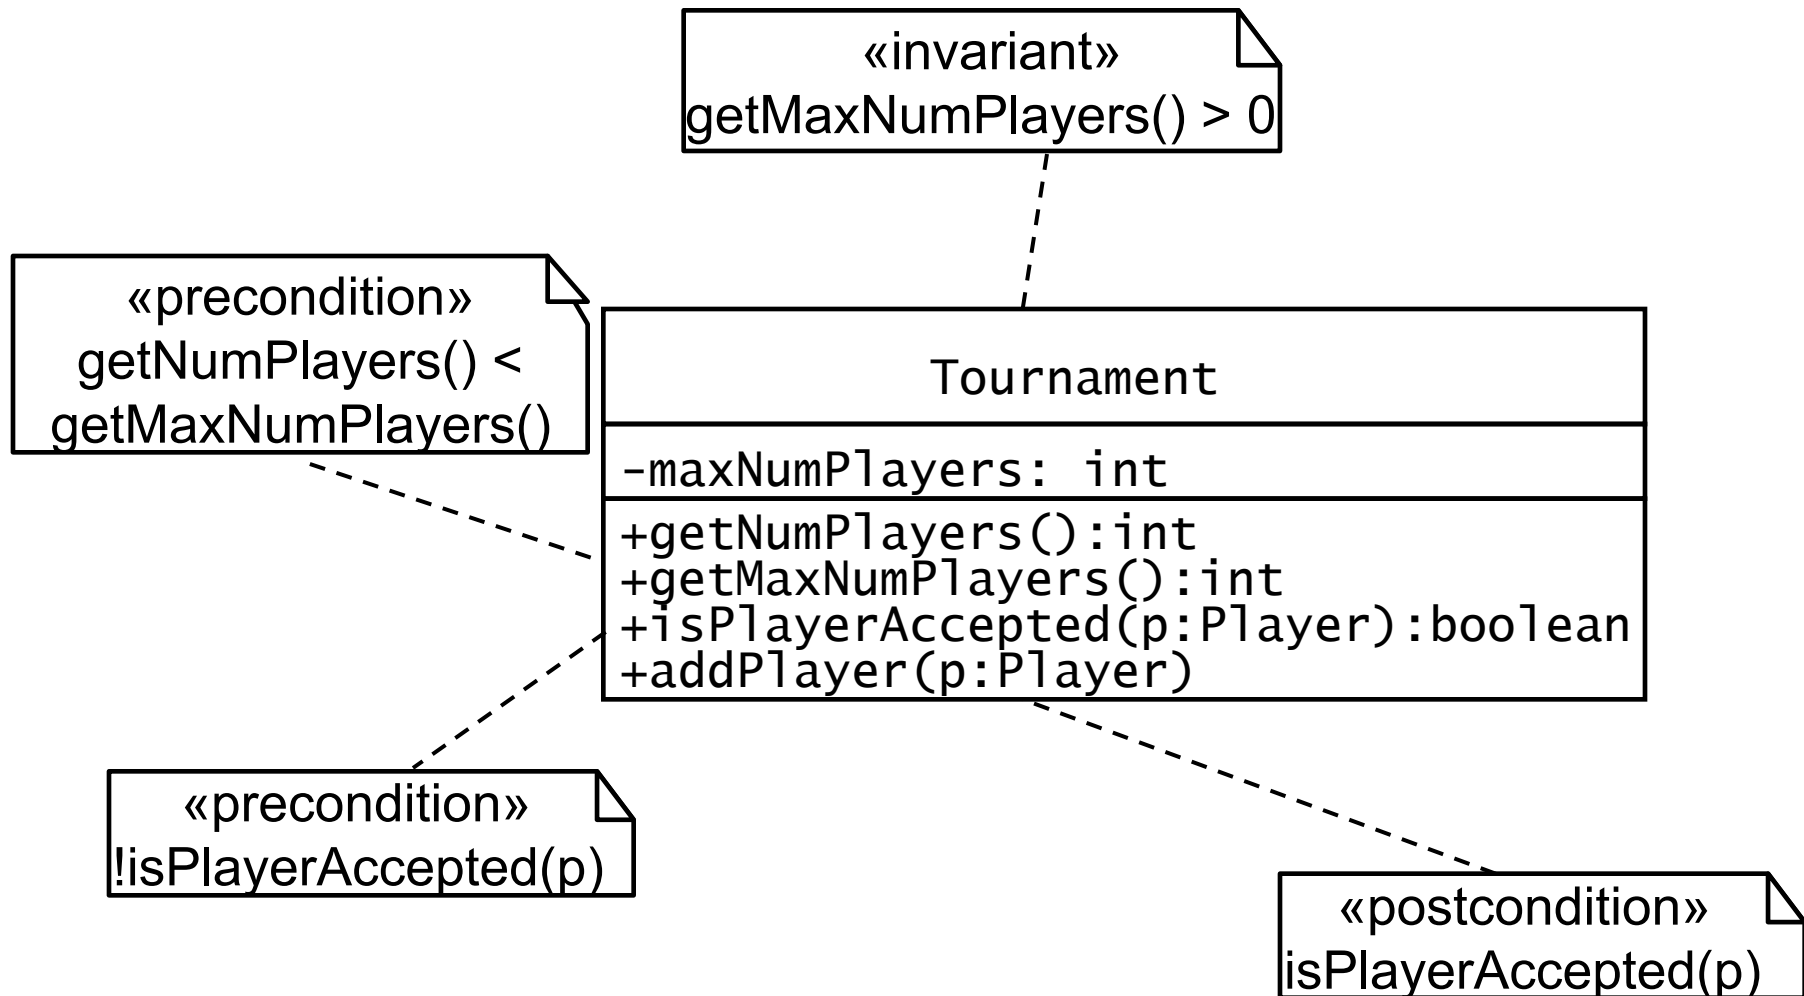 «invariant»
getMaxNumPlayers() > 0
«precondition»
getNumPlayers() <
getMaxNumPlayers()
Tournament
-maxNumPlayers: int
+getNumPlayers():int
+getMaxNumPlayers():int
+isPlayerAccepted(p:Player):boolean
+addPlayer(p:Player)
«precondition»
!isPlayerAccepted(p)
«postcondition»
isPlayerAccepted(p)